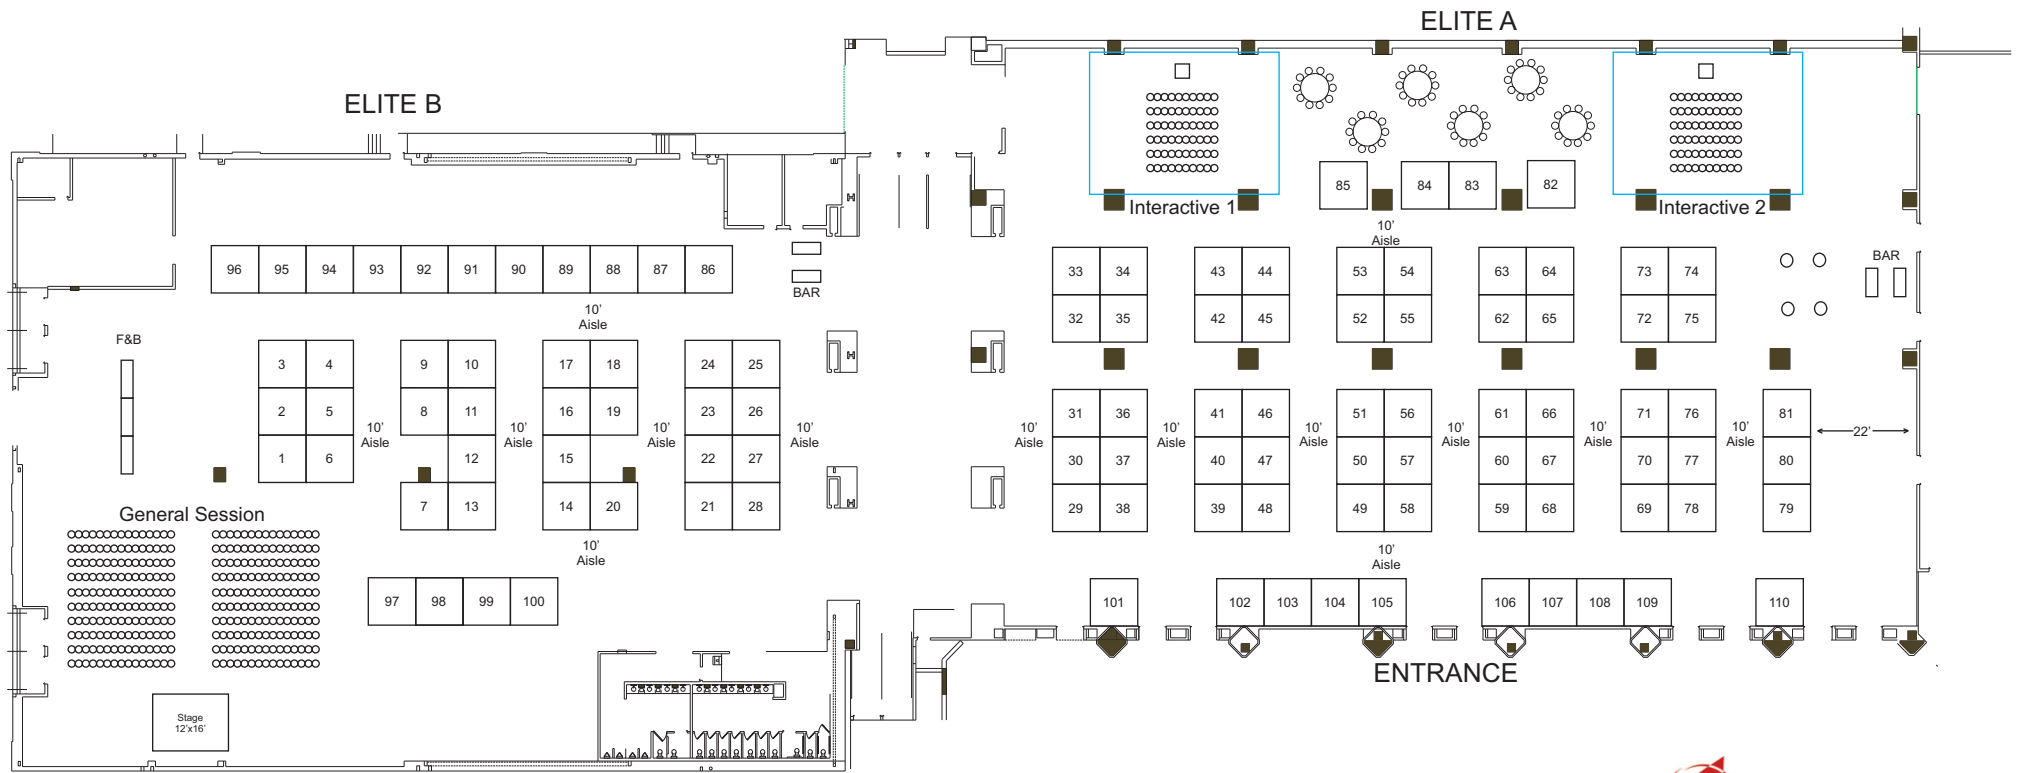 ELITE A
ELITE B
Interactive 1
85 84 83 82
Interactive 2
10'
Aisle
96 95 94 93 92 91 90 89 88 87 86
BAR
33 34 43 44 53 54 63 64 73 74
32 35 42 45 52 55 62 65 72 75
BAR
10'
Aisle
F&B
3 4 9 10 17 18 24 25
2 5 8 11 16 19 23 26
1 6 12 15 22 27
7 13 14 20 21 28
10'
Aisle
10'
Aisle
10'
Aisle
10'
Aisle
10'
Aisle
10'
Aisle
10'
Aisle
10'
Aisle
10'
Aisle
10'
Aisle
31 36 41 46 51 56 61 66 71 76 81
30 37 40 47 50 57 60 67 70 77 80
29 38 39 48 49 58 59 68 69 78 79
22'
General Session
10'
Aisle
10'
Aisle
97 98 99 100
101 102 103 104 105 106 107 108 109 110
ENTRANCE
Stage
12'x16'